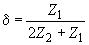 δ = Z₁ / (2Z₂ + Z₁)